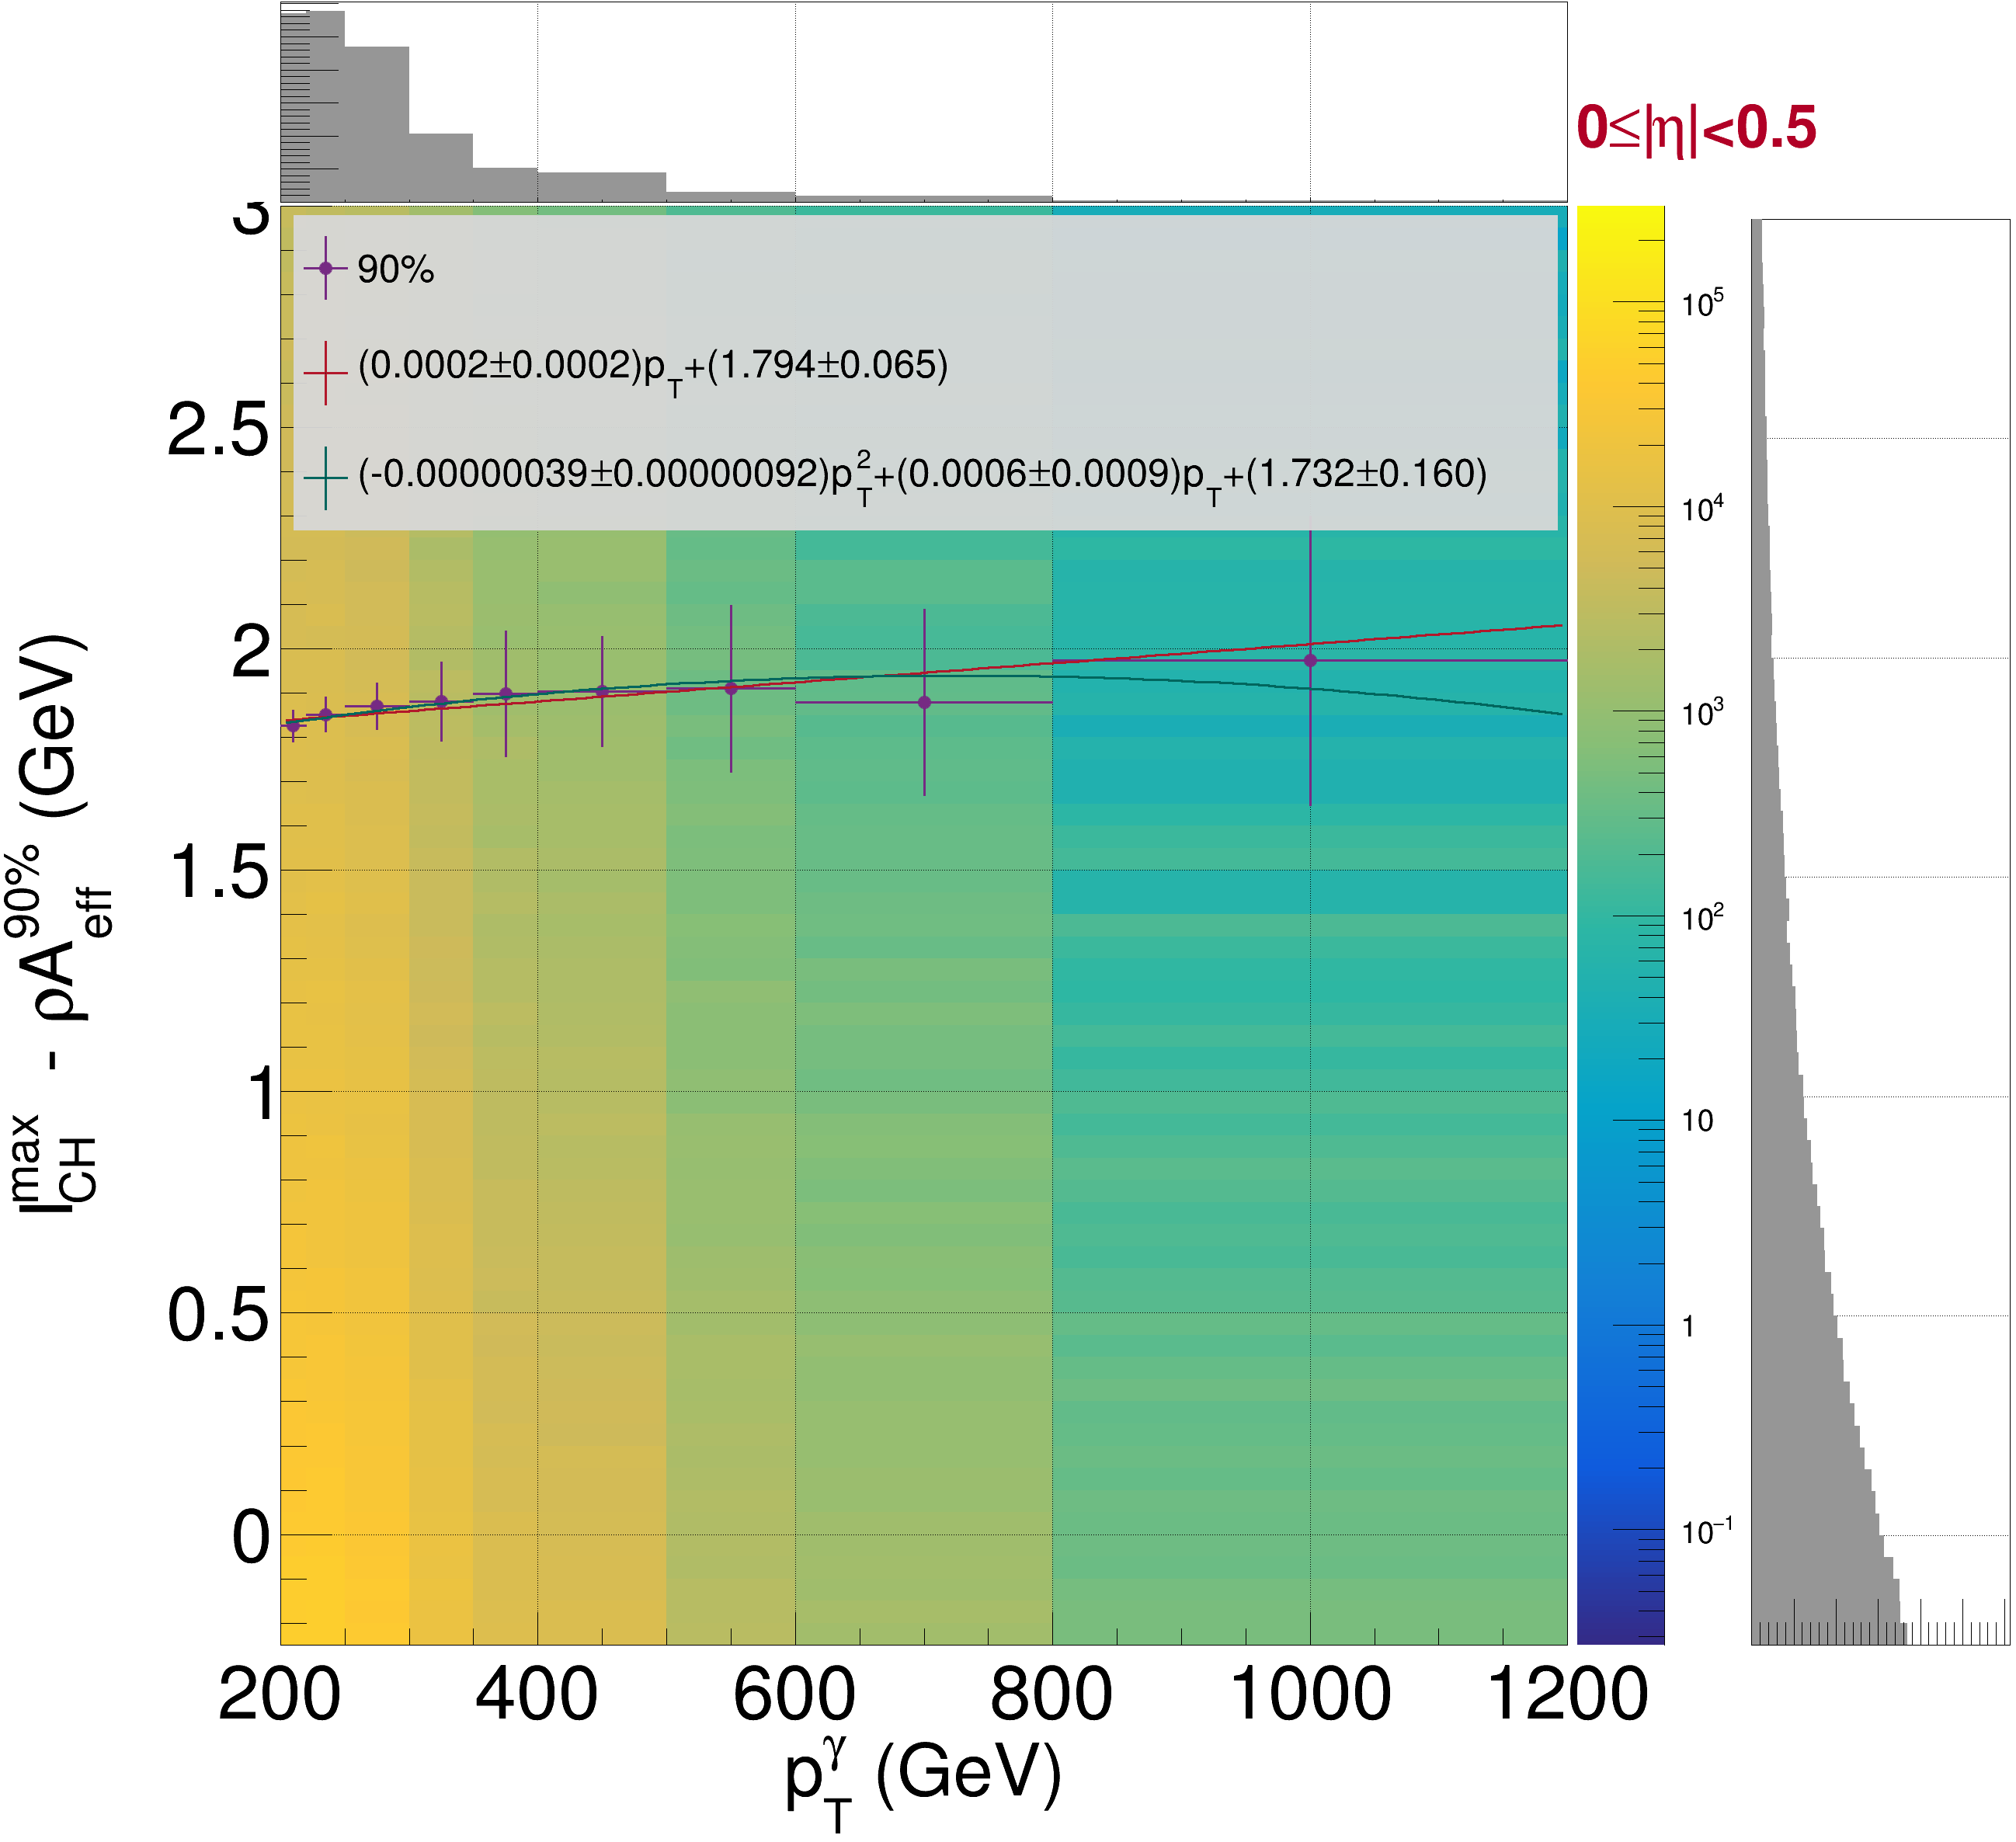 0≤|η|<0.5
90%
(0.0002±0.0002)p_T+(1.794±0.065)
(-0.00000039±0.00000092)p_T^2+(0.0006±0.0009)p_T+(1.732±0.160)
3
2.5
2
1.5
1
0.5
0
I_CH^max - ρA_eff^90% (GeV)
200 400 600 800 1000 1200
p_T^γ (GeV)
10^5
10^4
10^3
10^2
10
1
10^−1